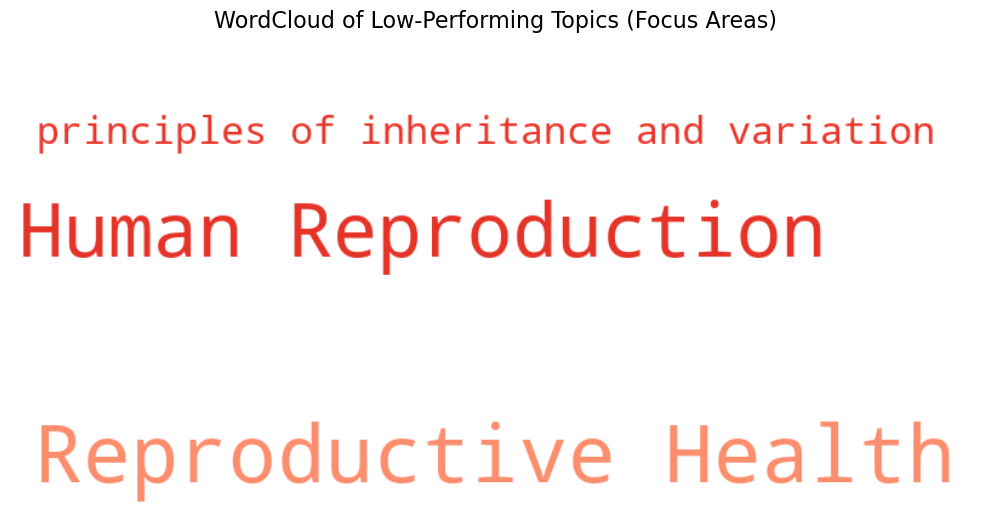 WordCloud of Low-Performing Topics (Focus Areas)
principles of inheritance and variation
Human Reproduction
Reproductive Health